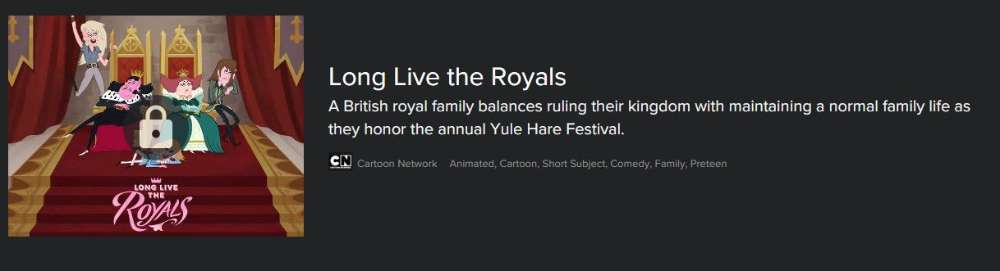 Long Live the Royals
A British royal family balances ruling their kingdom with maintaining a normal family life as
they honor the annual Yule Hare Festival.
CN Cartoon Network Animated, Cartoon, Short Subject, Comedy, Family, Preteen
LONG LIVE
THE
ROYALS